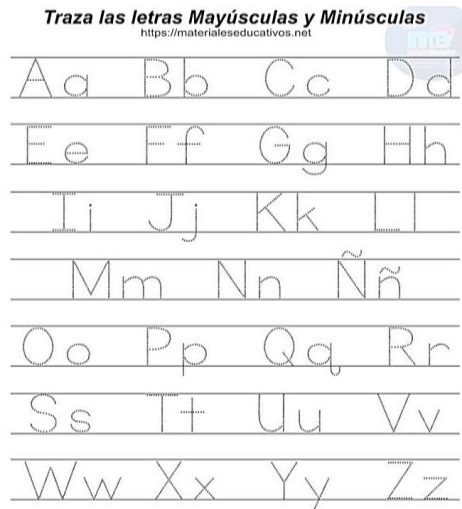 Traza las letras Mayúsculas y Minúsculas
https://materialeseducativos.net
Aa Bb Cc Dd
Ee Ff Gg Hh
Ii Jj Kk Ll
Mm Nn Ññ
Oo Pp Qq Rr
Ss Tt Uu Vv
Ww Xx Yy Zz